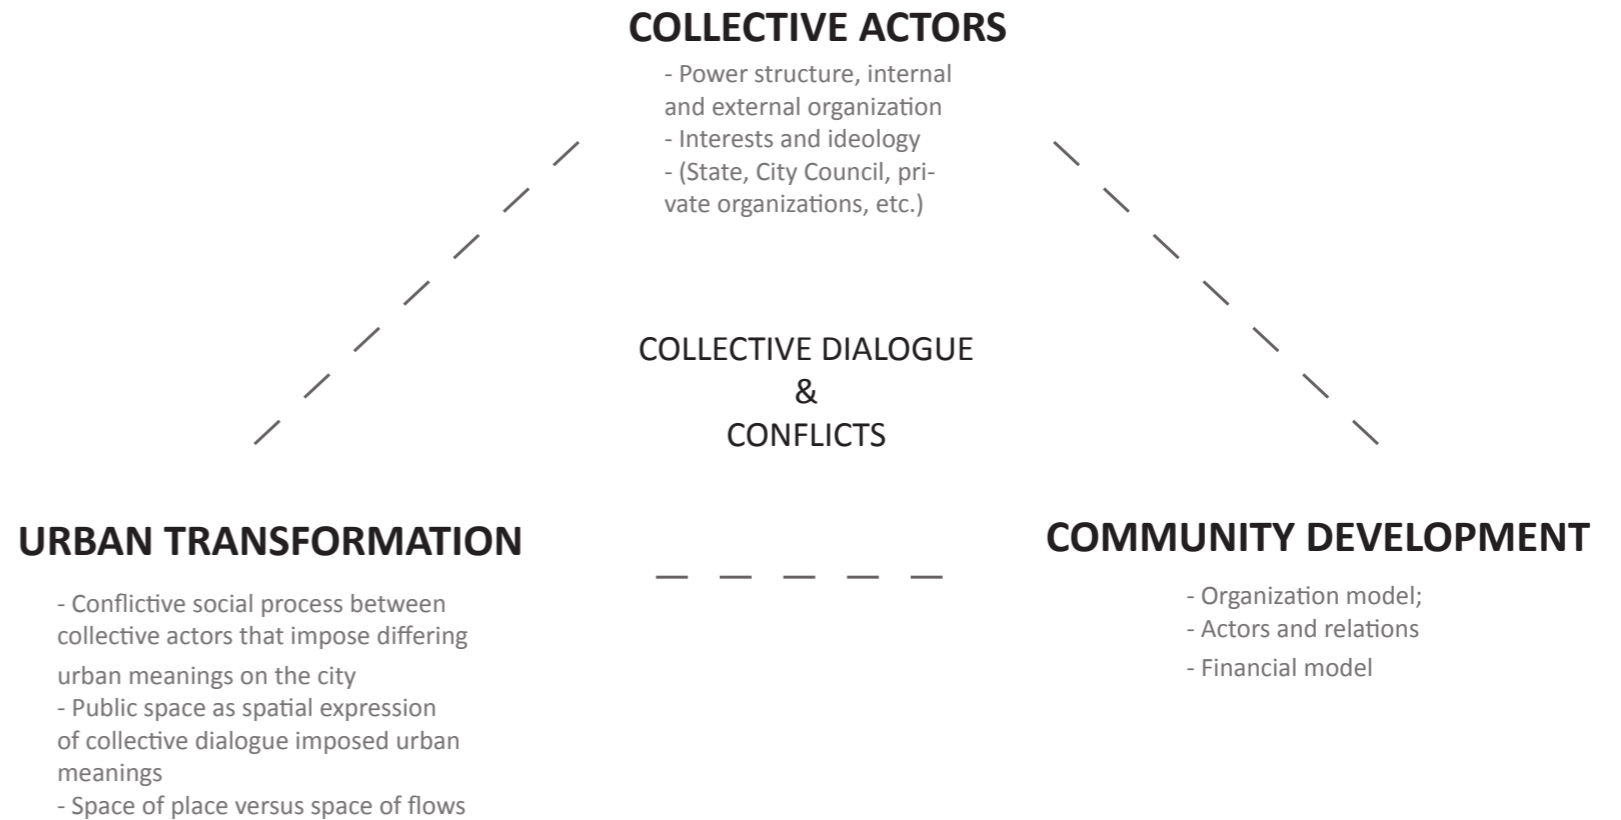 COLLECTIVE ACTORS
- Power structure, internal
and external organization
- Interests and ideology
- (State, City Council, pri-
vate organizations, etc.)
COLLECTIVE DIALOGUE
&
CONFLICTS
URBAN TRANSFORMATION
- Conflictive social process between
collective actors that impose differing
urban meanings on the city
- Public space as spatial expression
of collective dialogue imposed urban
meanings
- Space of place versus space of flows
COMMUNITY DEVELOPMENT
- Organization model;
- Actors and relations
- Financial model